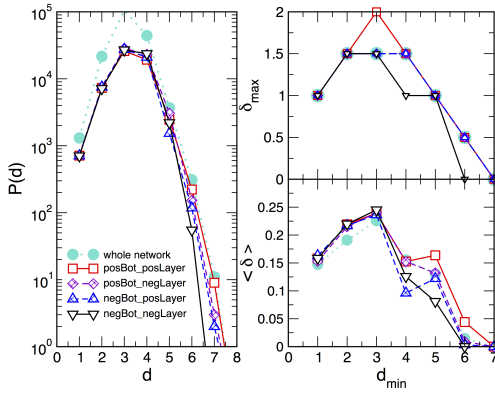 10^5
10^4
10^3
10^2
10^1
10^0
P(d)
whole network
posBot_posLayer
posBot_negLayer
negBot_posLayer
negBot_negLayer
0 1 2 3 4 5 6 7 8
d
2
1.5
1
0.5
0
δ_max
0.25
0.2
0.15
0.1
0.05
0
< δ >
0 1 2 3 4 5 6 7
d_min